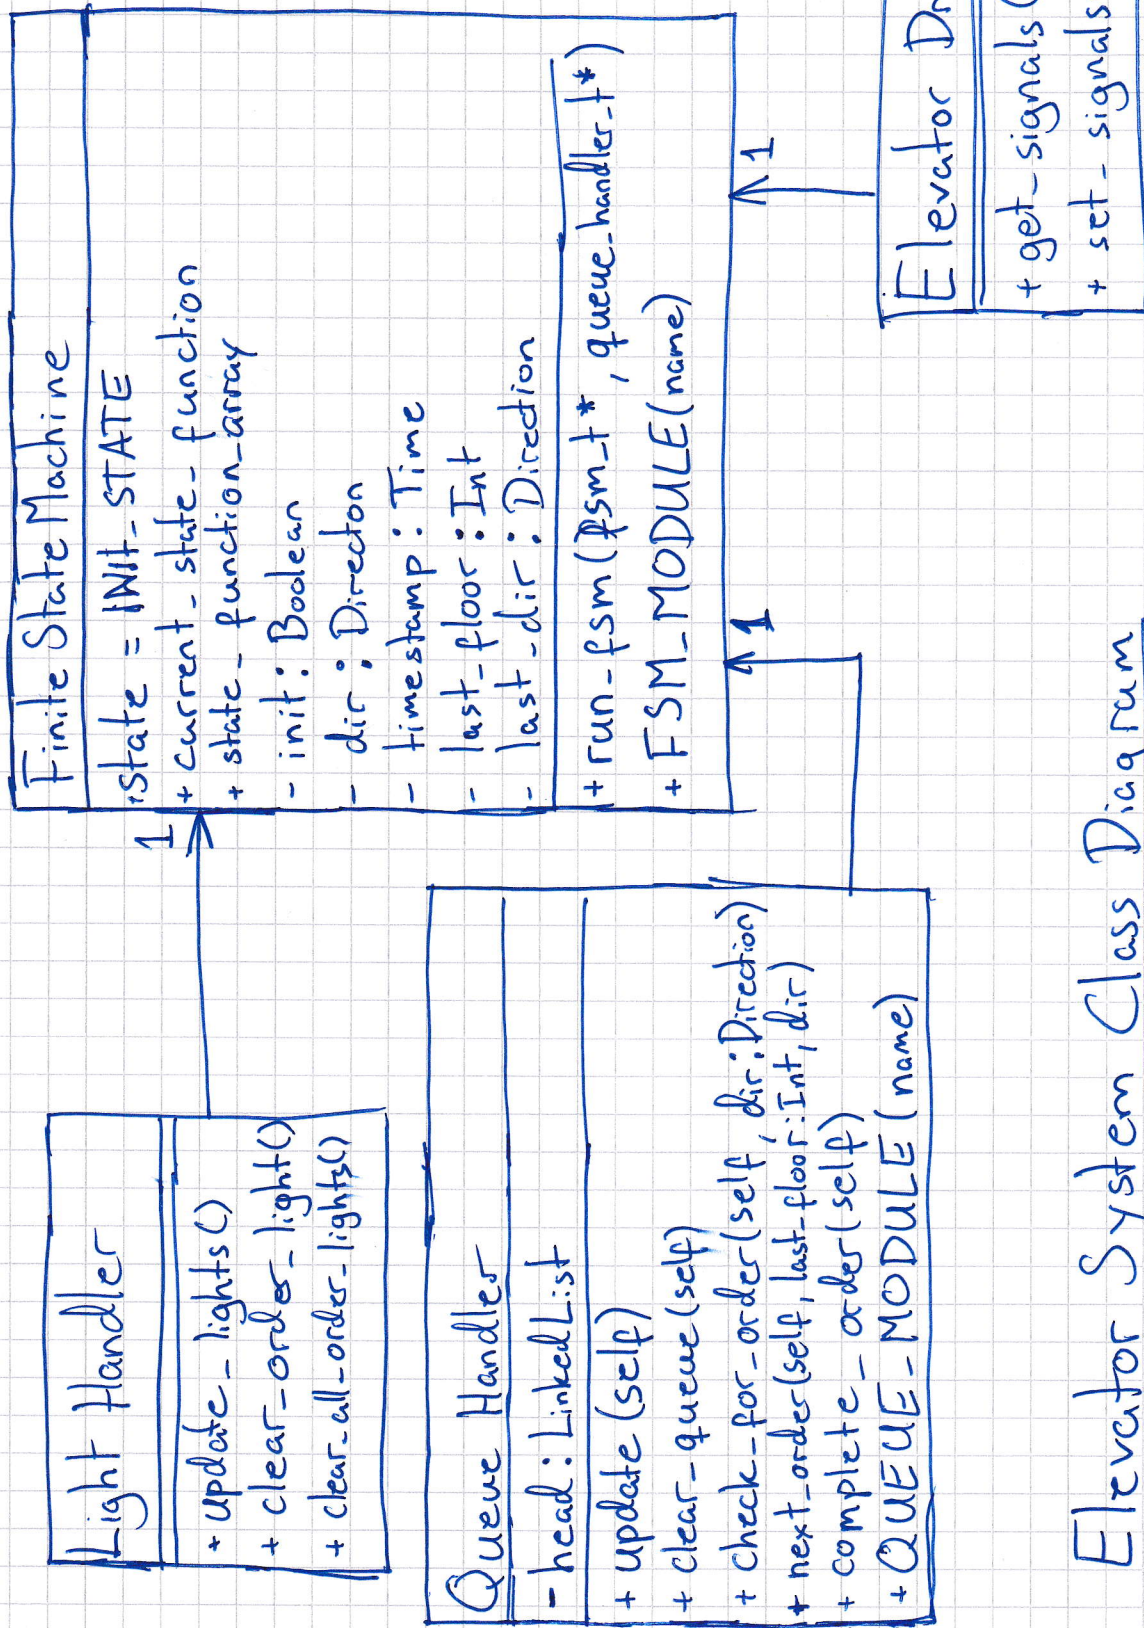 Light Handler
+ update_lights()
+ clear_order_light()
+ clear_all_order_lights()
1
Finite State Machine
state = INIT_STATE
+ current_state_function
+ state_function_array
- init : Boolean
- dir : Directon
- timestamp : Time
- last_floor : Int
- last_dir : Direction
+ run_fsm(fsm_t*, queue_handler_t*)
+ FSM_MODULE(name)
Queue Handler
- head : LinkedList
+ update (self)
+ clear_queue (self)
+ check_for_order (self, dir : Direction)
+ next_order (self, last_floor : Int, dir)
+ complete_order (self)
+ QUEUE_MODULE (name)
1
1
Elevator Dr
+ get_signals(
+ set_signals
Elevator System Class Diagram